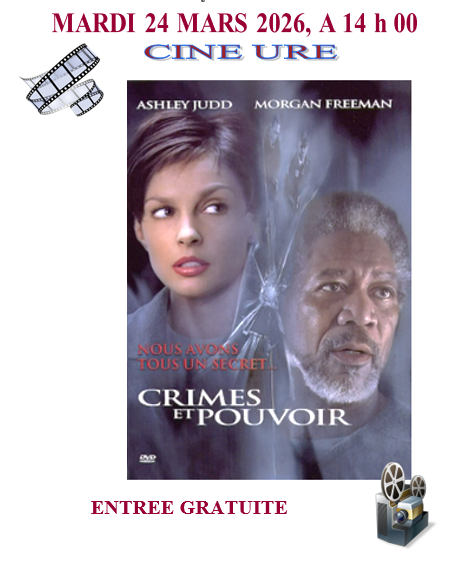 MARDI 24 MARS 2026, A 14 h 00
CINE URE
ASHLEY JUDD MORGAN FREEMAN
NOUS AVONS
TOUS UN SECRET...
CRIMES
ET POUVOIR
DVD
ENTREE GRATUITE